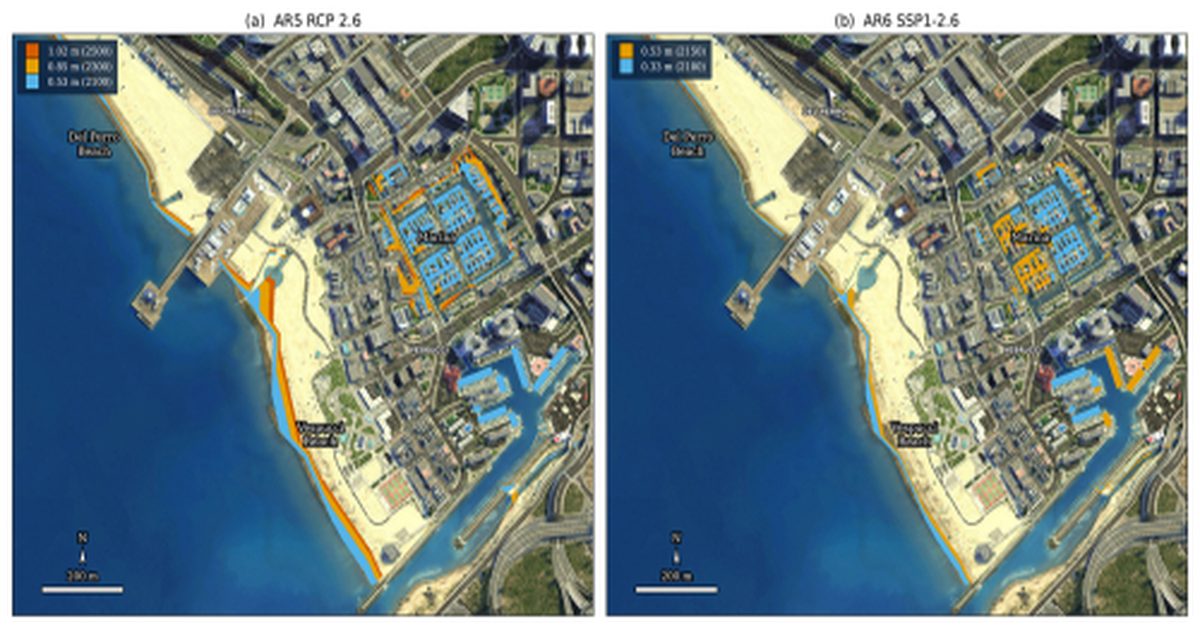 (a) AR5 RCP 2.6
1.02 m (2500)
0.85 m (2300)
0.53 m (2100)
Del Perro
Beach
Vespucci
Beach
N
200 m
(b) AR6 SSP1-2.6
0.53 m (2150)
0.33 m (2100)
Del Perro
Beach
Vespucci
Beach
N
200 m